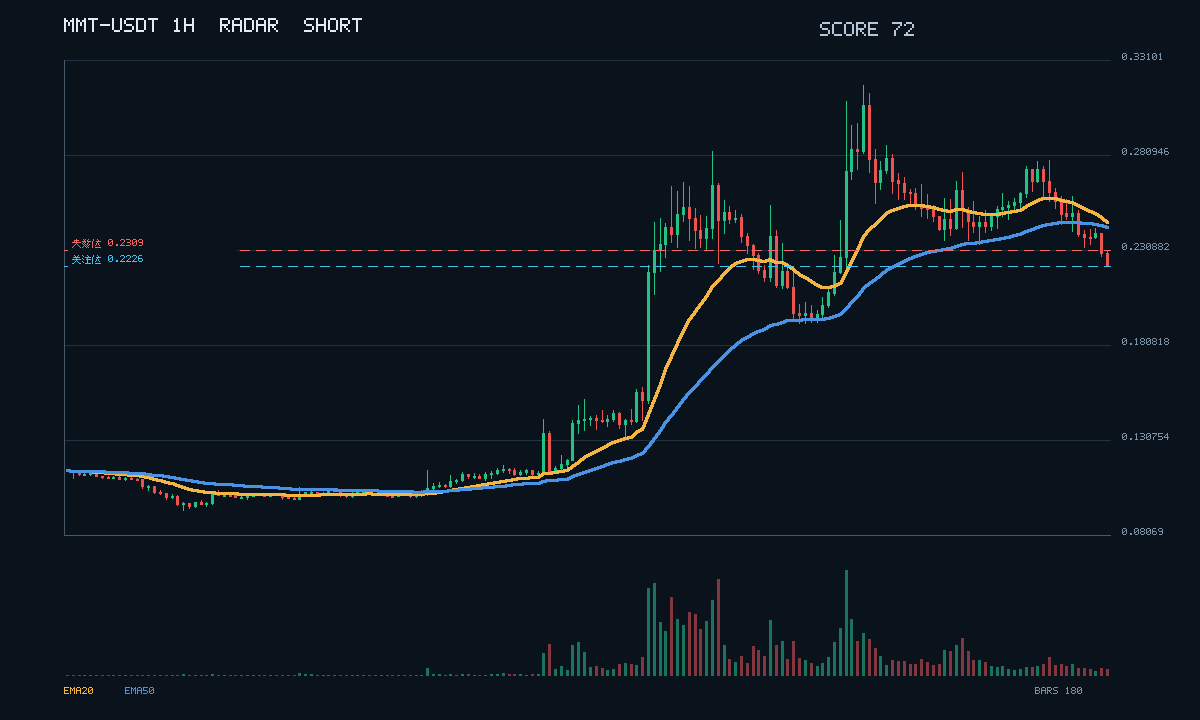 MMT-USDT 1H RADAR SHORT
SCORE 72
0.33101
0.280946
失效位 0.2309
0.230882
关注位 0.2226
0.180818
0.130754
0.08069
EMA20 EMA50
BARS 180